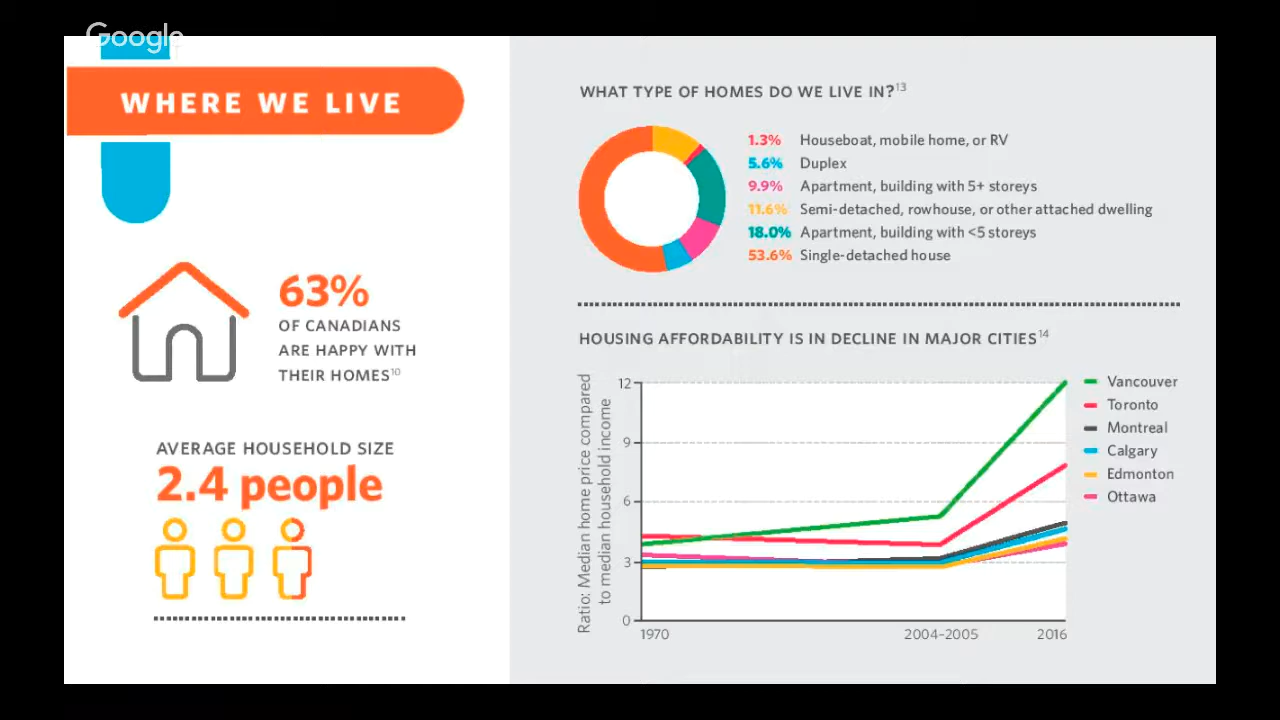 Google
WHERE WE LIVE
63%
OF CANADIANS
ARE HAPPY WITH
THEIR HOMES10
AVERAGE HOUSEHOLD SIZE
2.4 people
WHAT TYPE OF HOMES DO WE LIVE IN?13
1.3% Houseboat, mobile home, or RV
5.6% Duplex
9.9% Apartment, building with 5+ storeys
11.6% Semi-detached, rowhouse, or other attached dwelling
18.0% Apartment, building with <5 storeys
53.6% Single-detached house
HOUSING AFFORDABILITY IS IN DECLINE IN MAJOR CITIES14
Ratio: Median home price compared
to median household income
12
9
6
3
0
1970 2004–2005 2016
Vancouver
Toronto
Montreal
Calgary
Edmonton
Ottawa